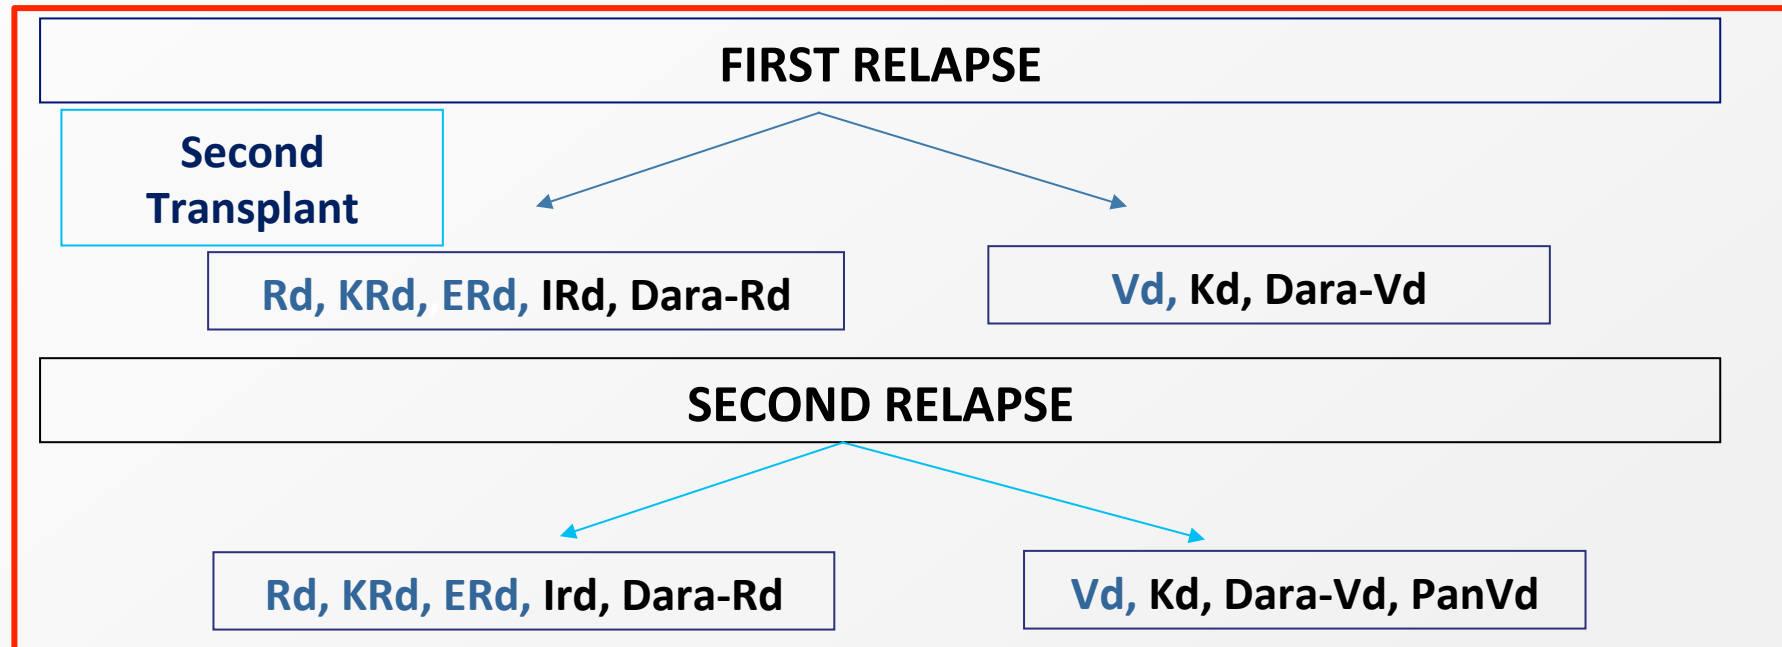 FIRST RELAPSE
Second
Transplant
Rd, KRd, ERd, IRd, Dara-Rd
Vd, Kd, Dara-Vd
SECOND RELAPSE
Rd, KRd, ERd, Ird, Dara-Rd
Vd, Kd, Dara-Vd, PanVd